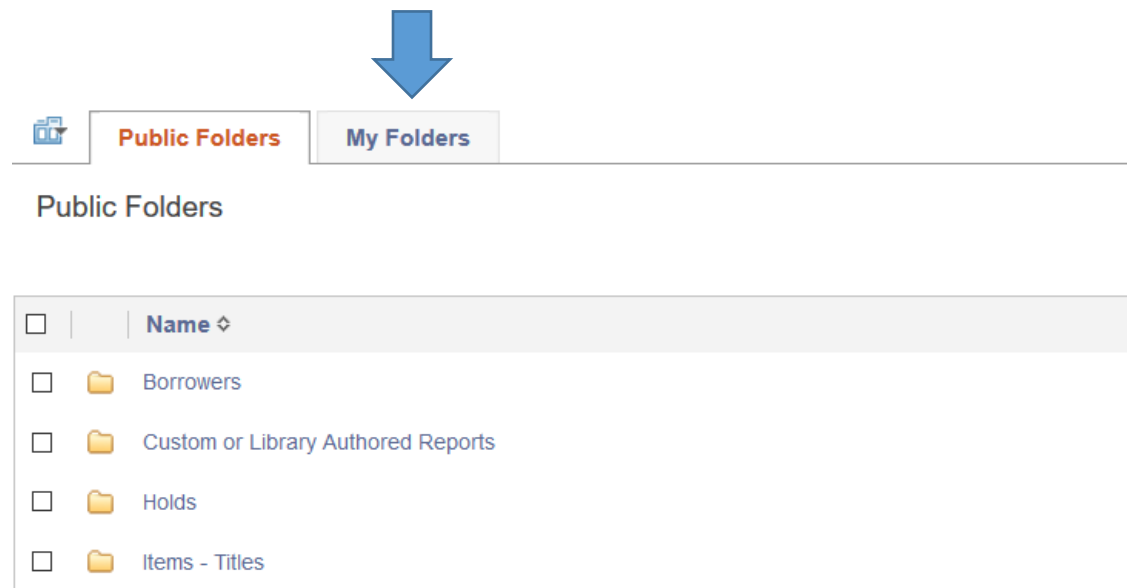 Public Folders My Folders
Public Folders
Name
Borrowers
Custom or Library Authored Reports
Holds
Items - Titles